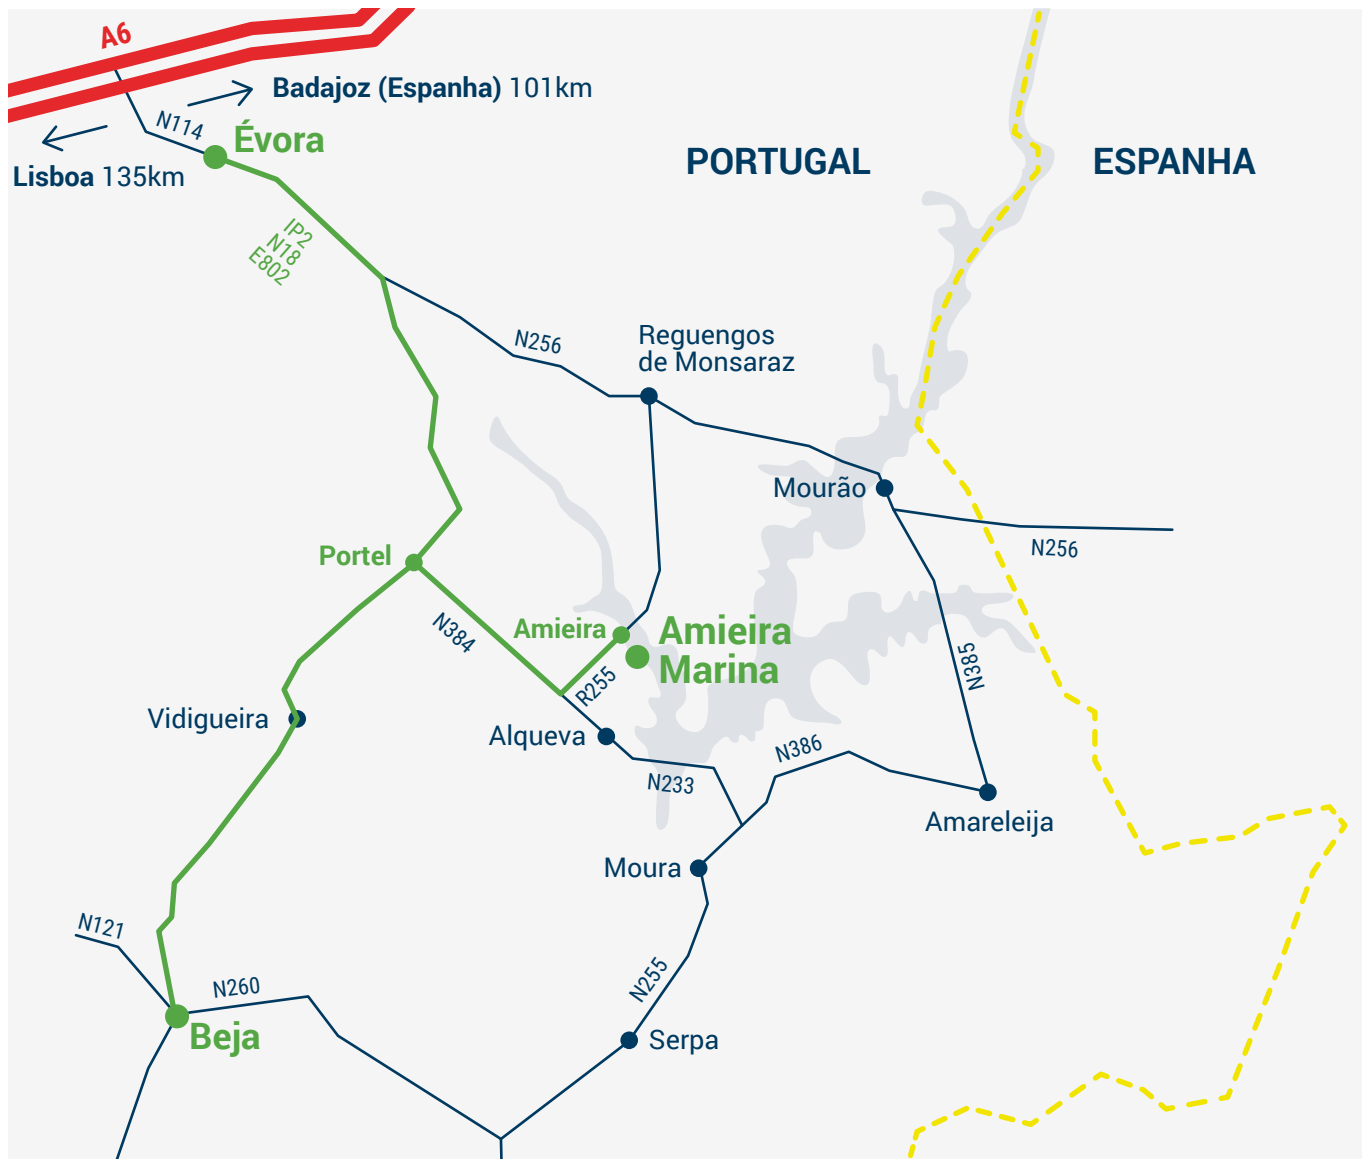 A6
Badajoz (Espanha) 101km
N114
Évora
Lisboa 135km
PORTUGAL
ESPANHA
IP2
N18
E802
N256
Reguengos
de Monsaraz
Mourão
N256
Portel
N384
Amieira
Amieira
Marina
R255
N385
Vidigueira
Alqueva
N386
N233
Amareleija
Moura
N121
N260
N255
Beja
Serpa